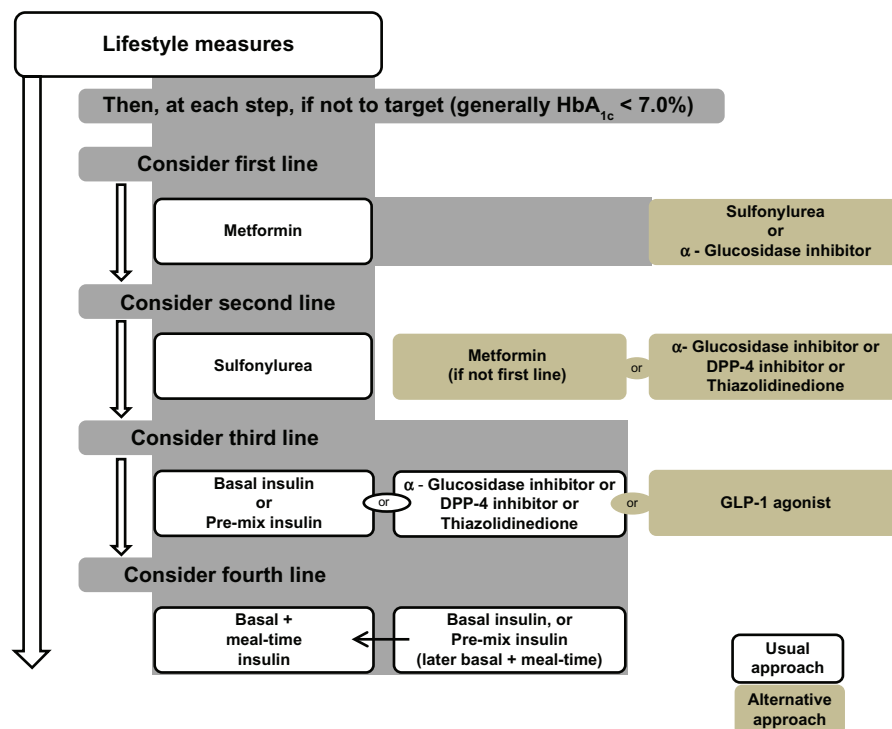 Lifestyle measures
Then, at each step, if not to target (generally HbA1c < 7.0%)
Consider first line
Metformin
Sulfonylurea
or
α - Glucosidase inhibitor
Consider second line
Sulfonylurea
Metformin
(if not first line)
or
α- Glucosidase inhibitor or
DPP-4 inhibitor or
Thiazolidinedione
Consider third line
Basal insulin
or
Pre-mix insulin
or
α - Glucosidase inhibitor or
DPP-4 inhibitor or
Thiazolidinedione
or
GLP-1 agonist
Consider fourth line
Basal +
meal-time
insulin
Basal insulin, or
Pre-mix insulin
(later basal + meal-time)
Usual
approach
Alternative
approach